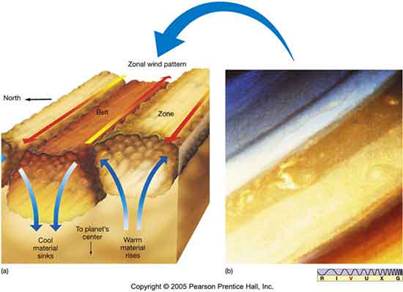 Zonal wind pattern
North
Belt
Zone
Cool
material
sinks
To planet's
center
Warm
material
rises
(a)
(b)
R I V U X G
Copyright © 2005 Pearson Prentice Hall, Inc.